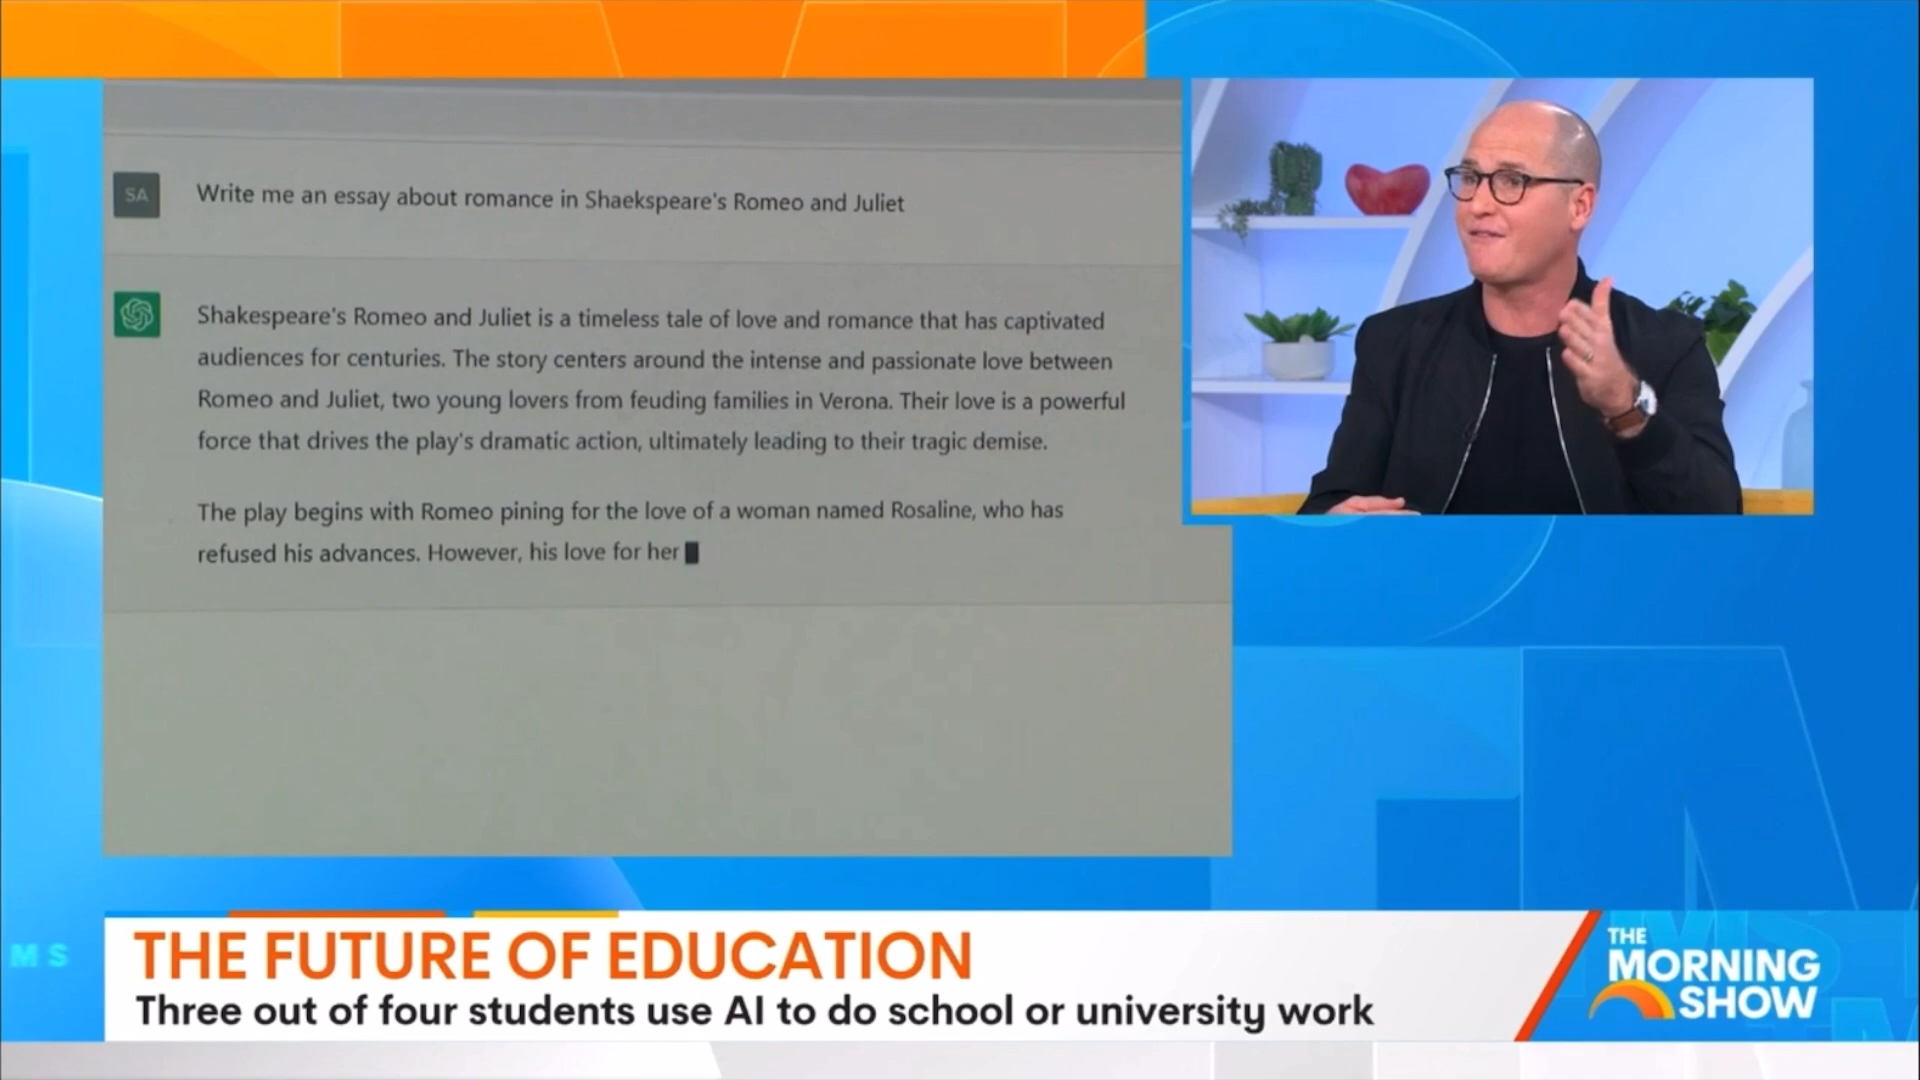 SA
Write me an essay about romance in Shaekspeare's Romeo and Juliet
Shakespeare's Romeo and Juliet is a timeless tale of love and romance that has captivated
audiences for centuries. The story centers around the intense and passionate love between
Romeo and Juliet, two young lovers from feuding families in Verona. Their love is a powerful
force that drives the play's dramatic action, ultimately leading to their tragic demise.
The play begins with Romeo pining for the love of a woman named Rosaline, who has
refused his advances. However, his love for her
MS
THE FUTURE OF EDUCATION
Three out of four students use AI to do school or university work
THE
MORNING
SHOW